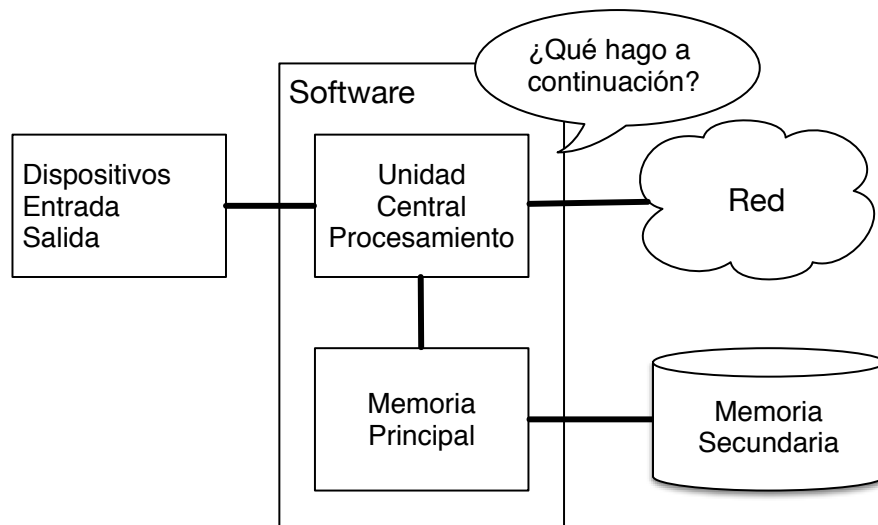 ¿Qué hago a
continuación?
Software
Dispositivos
Entrada
Salida
Unidad
Central
Procesamiento
Red
Memoria
Principal
Memoria
Secundaria